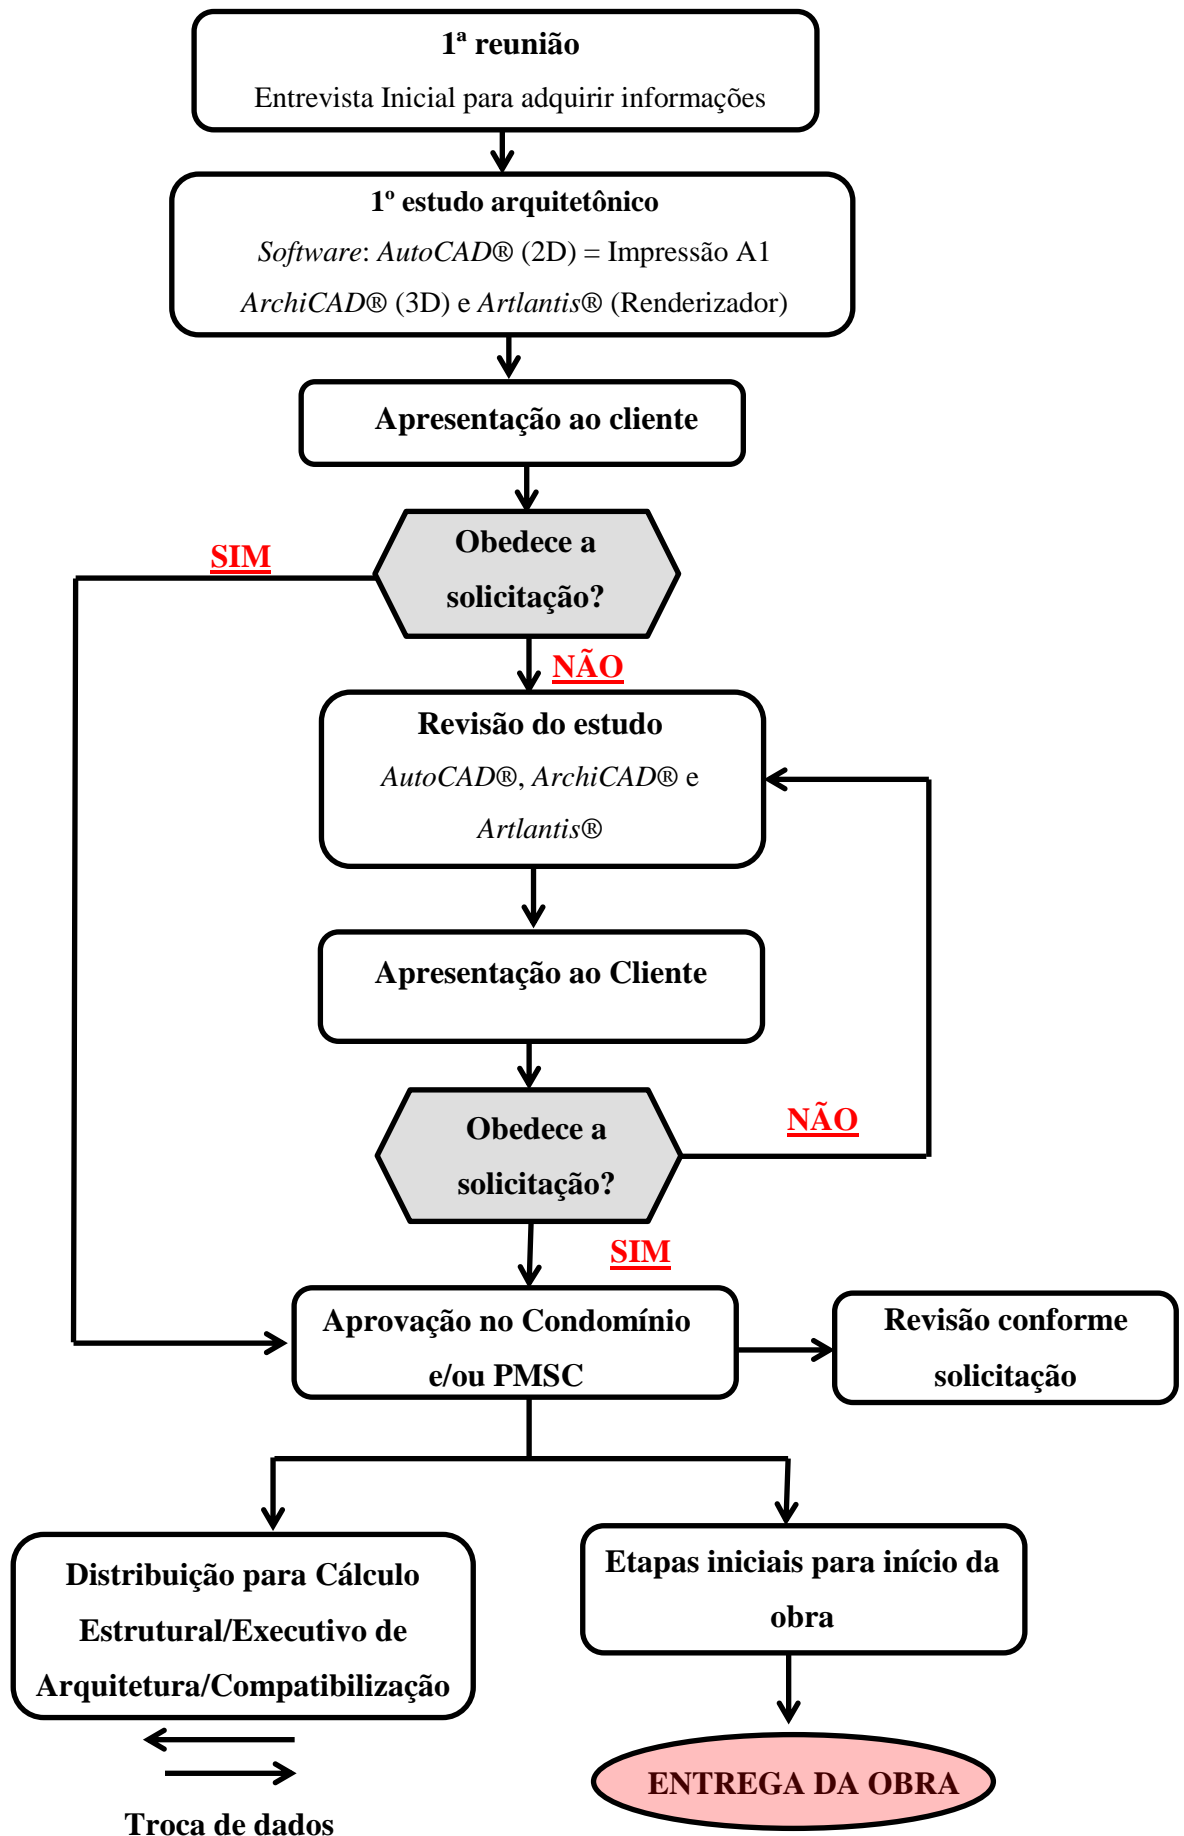 1ª reunião
Entrevista Inicial para adquirir informações
1º estudo arquitetônico
Software: AutoCAD® (2D) = Impressão A1
ArchiCAD® (3D) e Artlantis® (Renderizador)
Apresentação ao cliente
Obedece a
solicitação?
SIM
NÃO
Revisão do estudo
AutoCAD®, ArchiCAD® e
Artlantis®
Apresentação ao Cliente
Obedece a
solicitação?
NÃO
SIM
Aprovação no Condomínio
e/ou PMSC
Revisão conforme
solicitação
Distribuição para Cálculo
Estrutural/Executivo de
Arquitetura/Compatibilização
Etapas iniciais para início da
obra
Troca de dados
ENTREGA DA OBRA